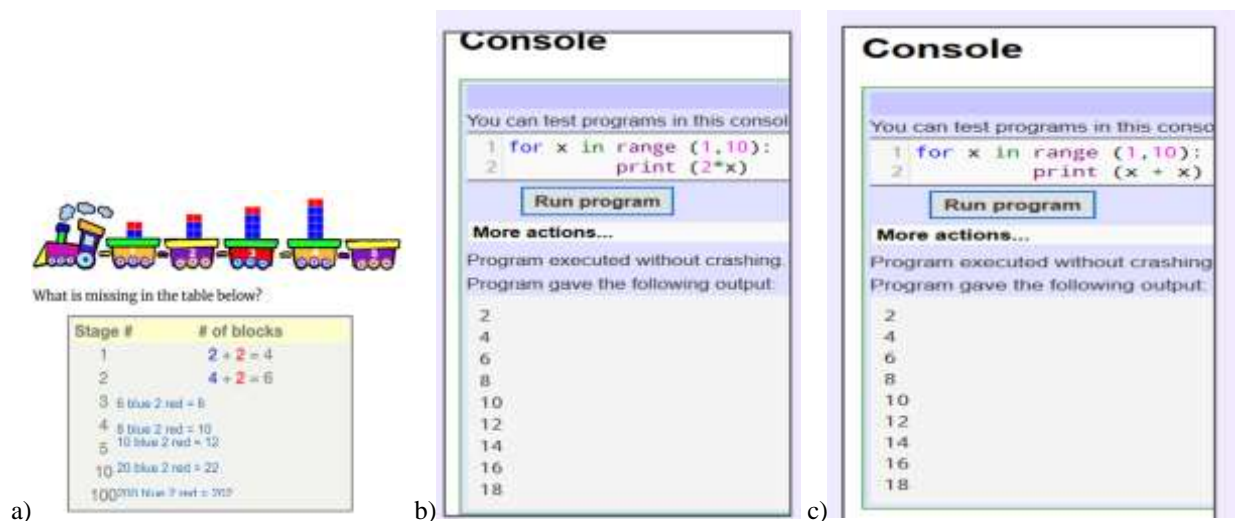 What is missing in the table below?
Stage # # of blocks
1 2 + 2 = 4
2 4 + 2 = 6
3 6 blue 2 red = 8
4 8 blue 2 red = 10
5 10 blue 2 red = 12
10 20 blue 2 red = 22
100 200 blue 2 red = 202
a)
Console
You can test programs in this consol
1 for x in range (1,10):
2 print (2*x)
Run program
More actions...
Program executed without crashing.
Program gave the following output:
2
4
6
8
10
12
14
16
18
b)
Console
You can test programs in this conso
1 for x in range (1,10):
2 print (x + x)
Run program
More actions...
Program executed without crashing
Program gave the following output:
2
4
6
8
10
12
14
16
18
c)